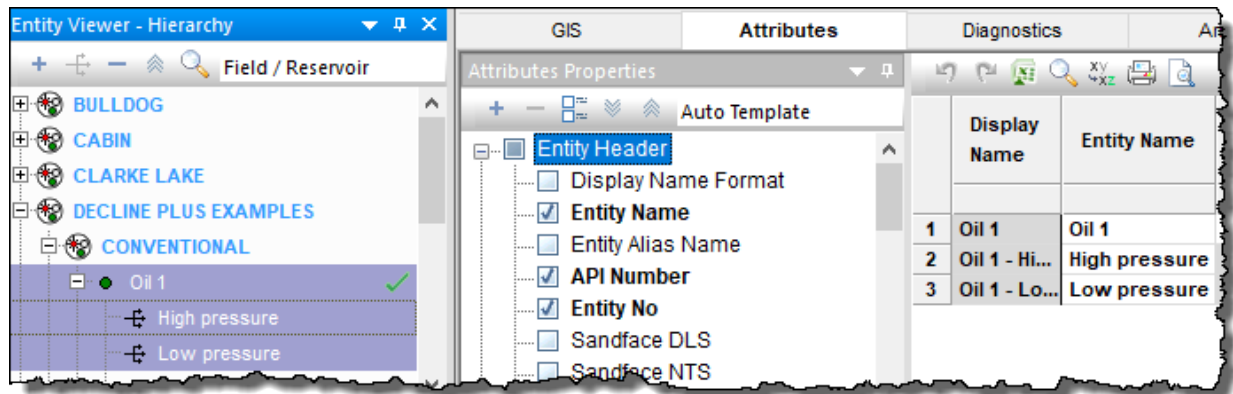 Entity Viewer - Hierarchy
Field / Reservoir
BULLDOG
CABIN
CLARKE LAKE
DECLINE PLUS EXAMPLES
CONVENTIONAL
Oil 1
High pressure
Low pressure
GIS Attributes Diagnostics
Attributes Properties
Auto Template
Entity Header
Display Name Format
Entity Name
Entity Alias Name
API Number
Entity No
Sandface DLS
Sandface NTS
Display Name Entity Name
1 Oil 1 Oil 1
2 Oil 1 - Hi... High pressure
3 Oil 1 - Lo... Low pressure